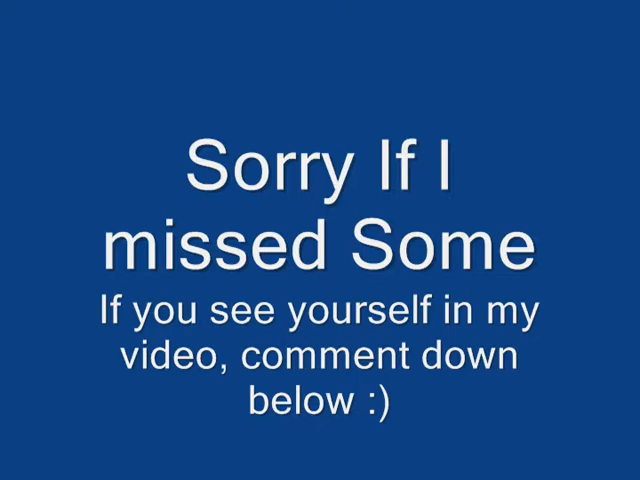 Sorry If I
missed Some
If you see yourself in my
video, comment down
below :)